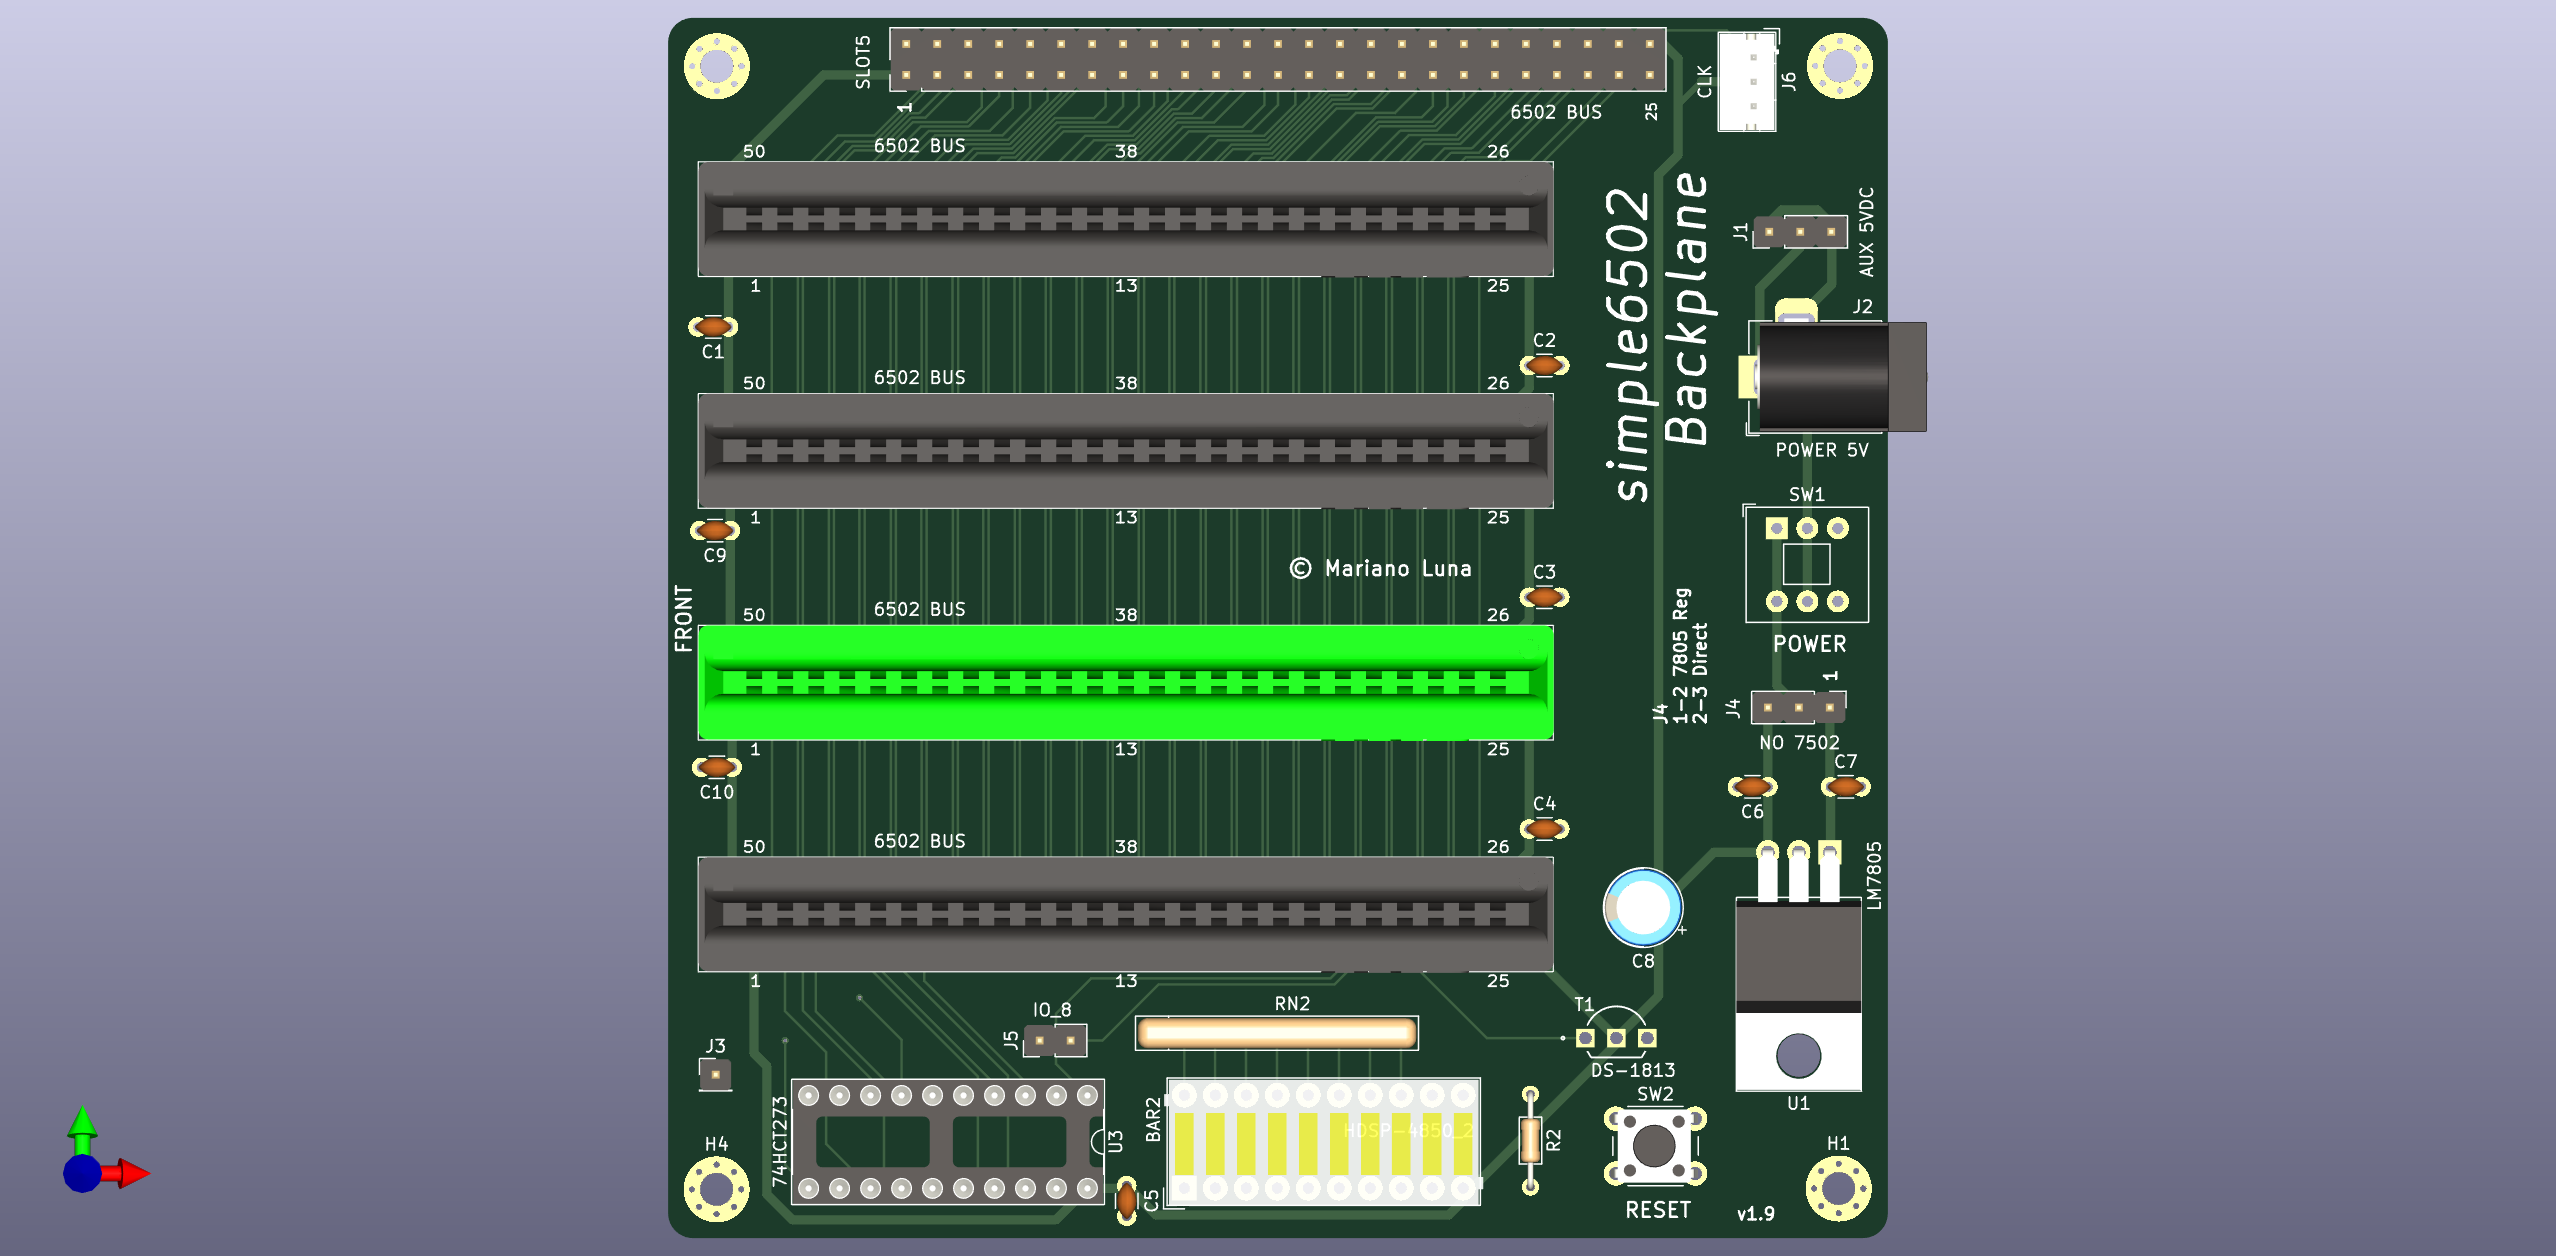 SLOT5
1
6502 BUS
25
CLK
J6
50
6502 BUS
38
26
1
13
25
simple6502
Backplane
J1
AUX 5VDC
C1
C2
J2
POWER 5V
50
6502 BUS
38
26
1
13
25
C9
SW1
POWER
© Mariano Luna
C3
FRONT
50
6502 BUS
38
26
1
13
25
J4
1-2 7805 Reg
2-3 Direct
J4
1
NO 7502
C10
C4
C6
C7
50
6502 BUS
38
26
1
13
25
C8
+
LM7805
U1
IO_8
J5
RN2
T1
DS-1813
J3
74HCT273
U3
C5
BAR2
HDSP-4850_2
R2
SW2
RESET
H4
H1
v1.9